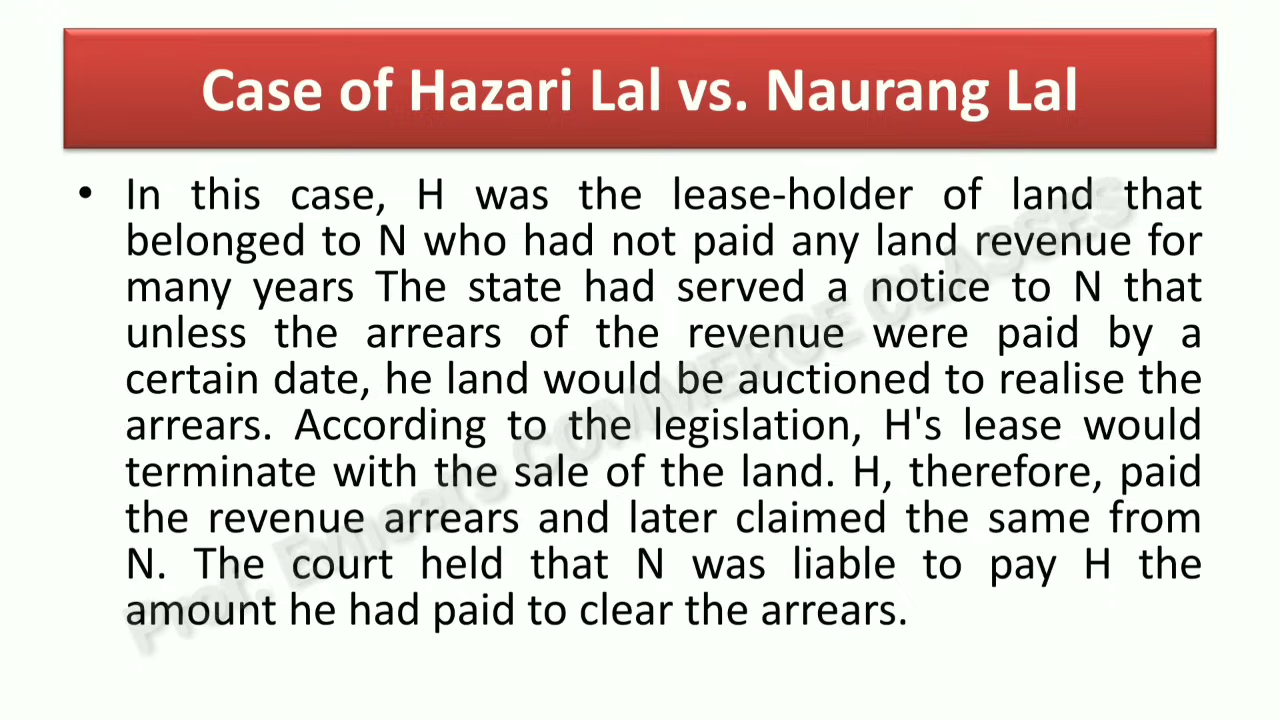 Case of Hazari Lal vs. Naurang Lal
• In this case, H was the lease-holder of land that
belonged to N who had not paid any land revenue for
many years The state had served a notice to N that
unless the arrears of the revenue were paid by a
certain date, he land would be auctioned to realise the
arrears. According to the legislation, H's lease would
terminate with the sale of the land. H, therefore, paid
the revenue arrears and later claimed the same from
N. The court held that N was liable to pay H the
amount he had paid to clear the arrears.
Prof. COMMERCE CLASSES